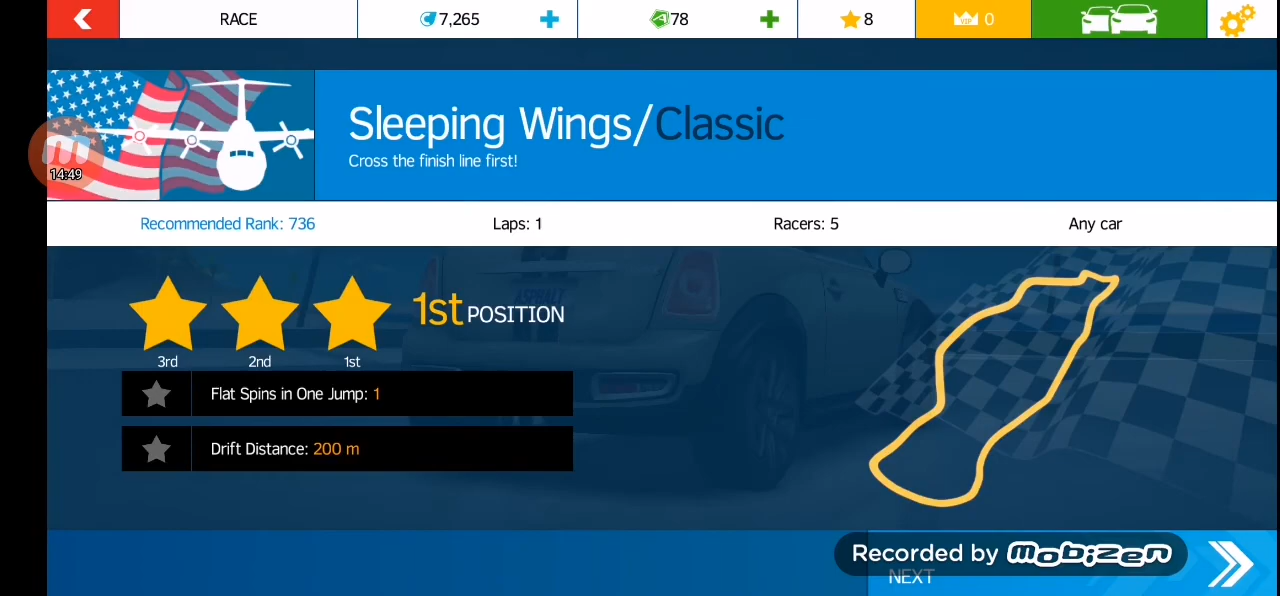 RACE
7,265
78
8
VIP 0
Sleeping Wings/Classic
Cross the finish line first!
14:49
Recommended Rank: 736
Laps: 1
Racers: 5
Any car
1st POSITION
3rd
2nd
1st
Flat Spins in One Jump: 1
Drift Distance: 200 m
Recorded by mobizen
NEXT